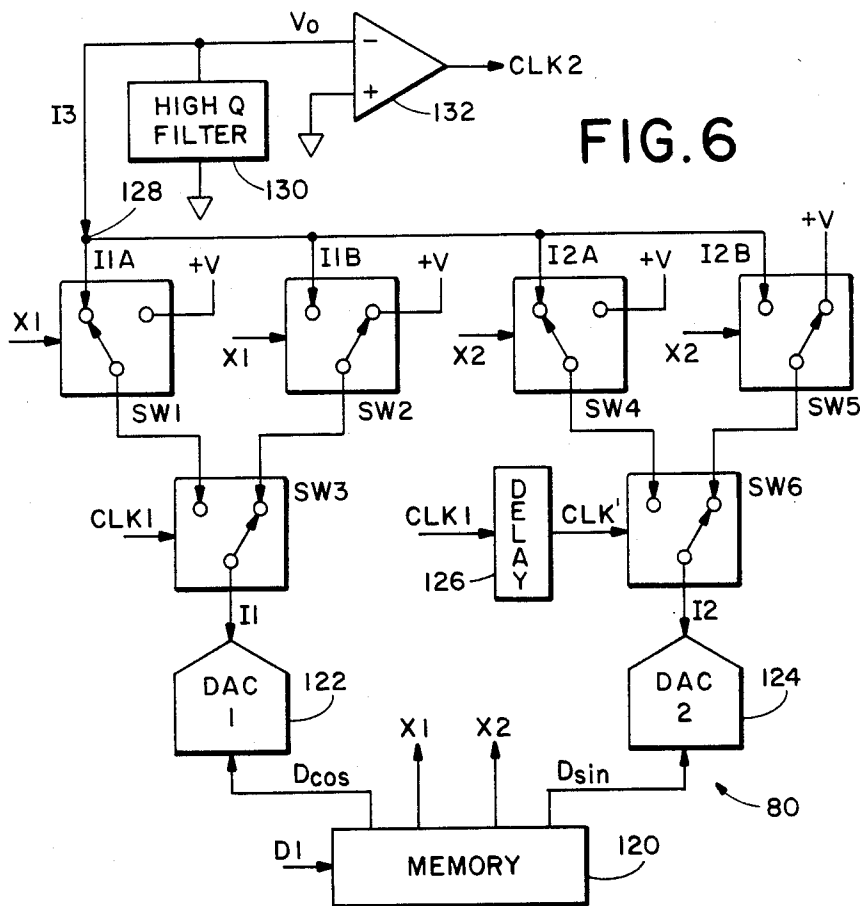 Vo
−
+
CLK2
132
I3
HIGH Q
FILTER
130
FIG. 6
128
I1A
+V
I1B
+V
I2A
+V
I2B
+V
X1
X1
X2
X2
SW1
SW2
SW4
SW5
SW3
SW6
CLK1
CLK1
DELAY
CLK'
126
I1
I2
DAC
1
122
DAC
2
124
X1
X2
Dcos
Dsin
80
D1
MEMORY
120